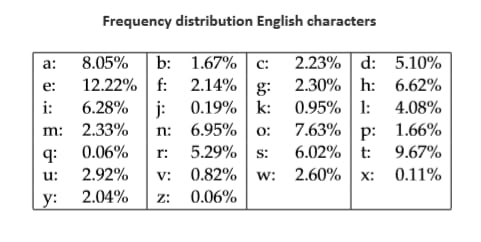 Frequency distribution English characters
a: 8.05% b: 1.67% c: 2.23% d: 5.10%
e: 12.22% f: 2.14% g: 2.30% h: 6.62%
i: 6.28% j: 0.19% k: 0.95% l: 4.08%
m: 2.33% n: 6.95% o: 7.63% p: 1.66%
q: 0.06% r: 5.29% s: 6.02% t: 9.67%
u: 2.92% v: 0.82% w: 2.60% x: 0.11%
y: 2.04% z: 0.06%